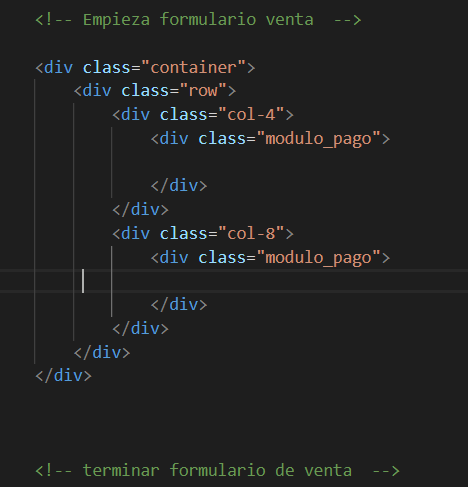 <!-- Empieza formulario venta  -->
<div class="container">
<div class="row">
<div class="col-4">
<div class="modulo_pago">
</div>
</div>
<div class="col-8">
<div class="modulo_pago">
</div>
</div>
</div>
</div>
<!-- terminar formulario de venta  -->